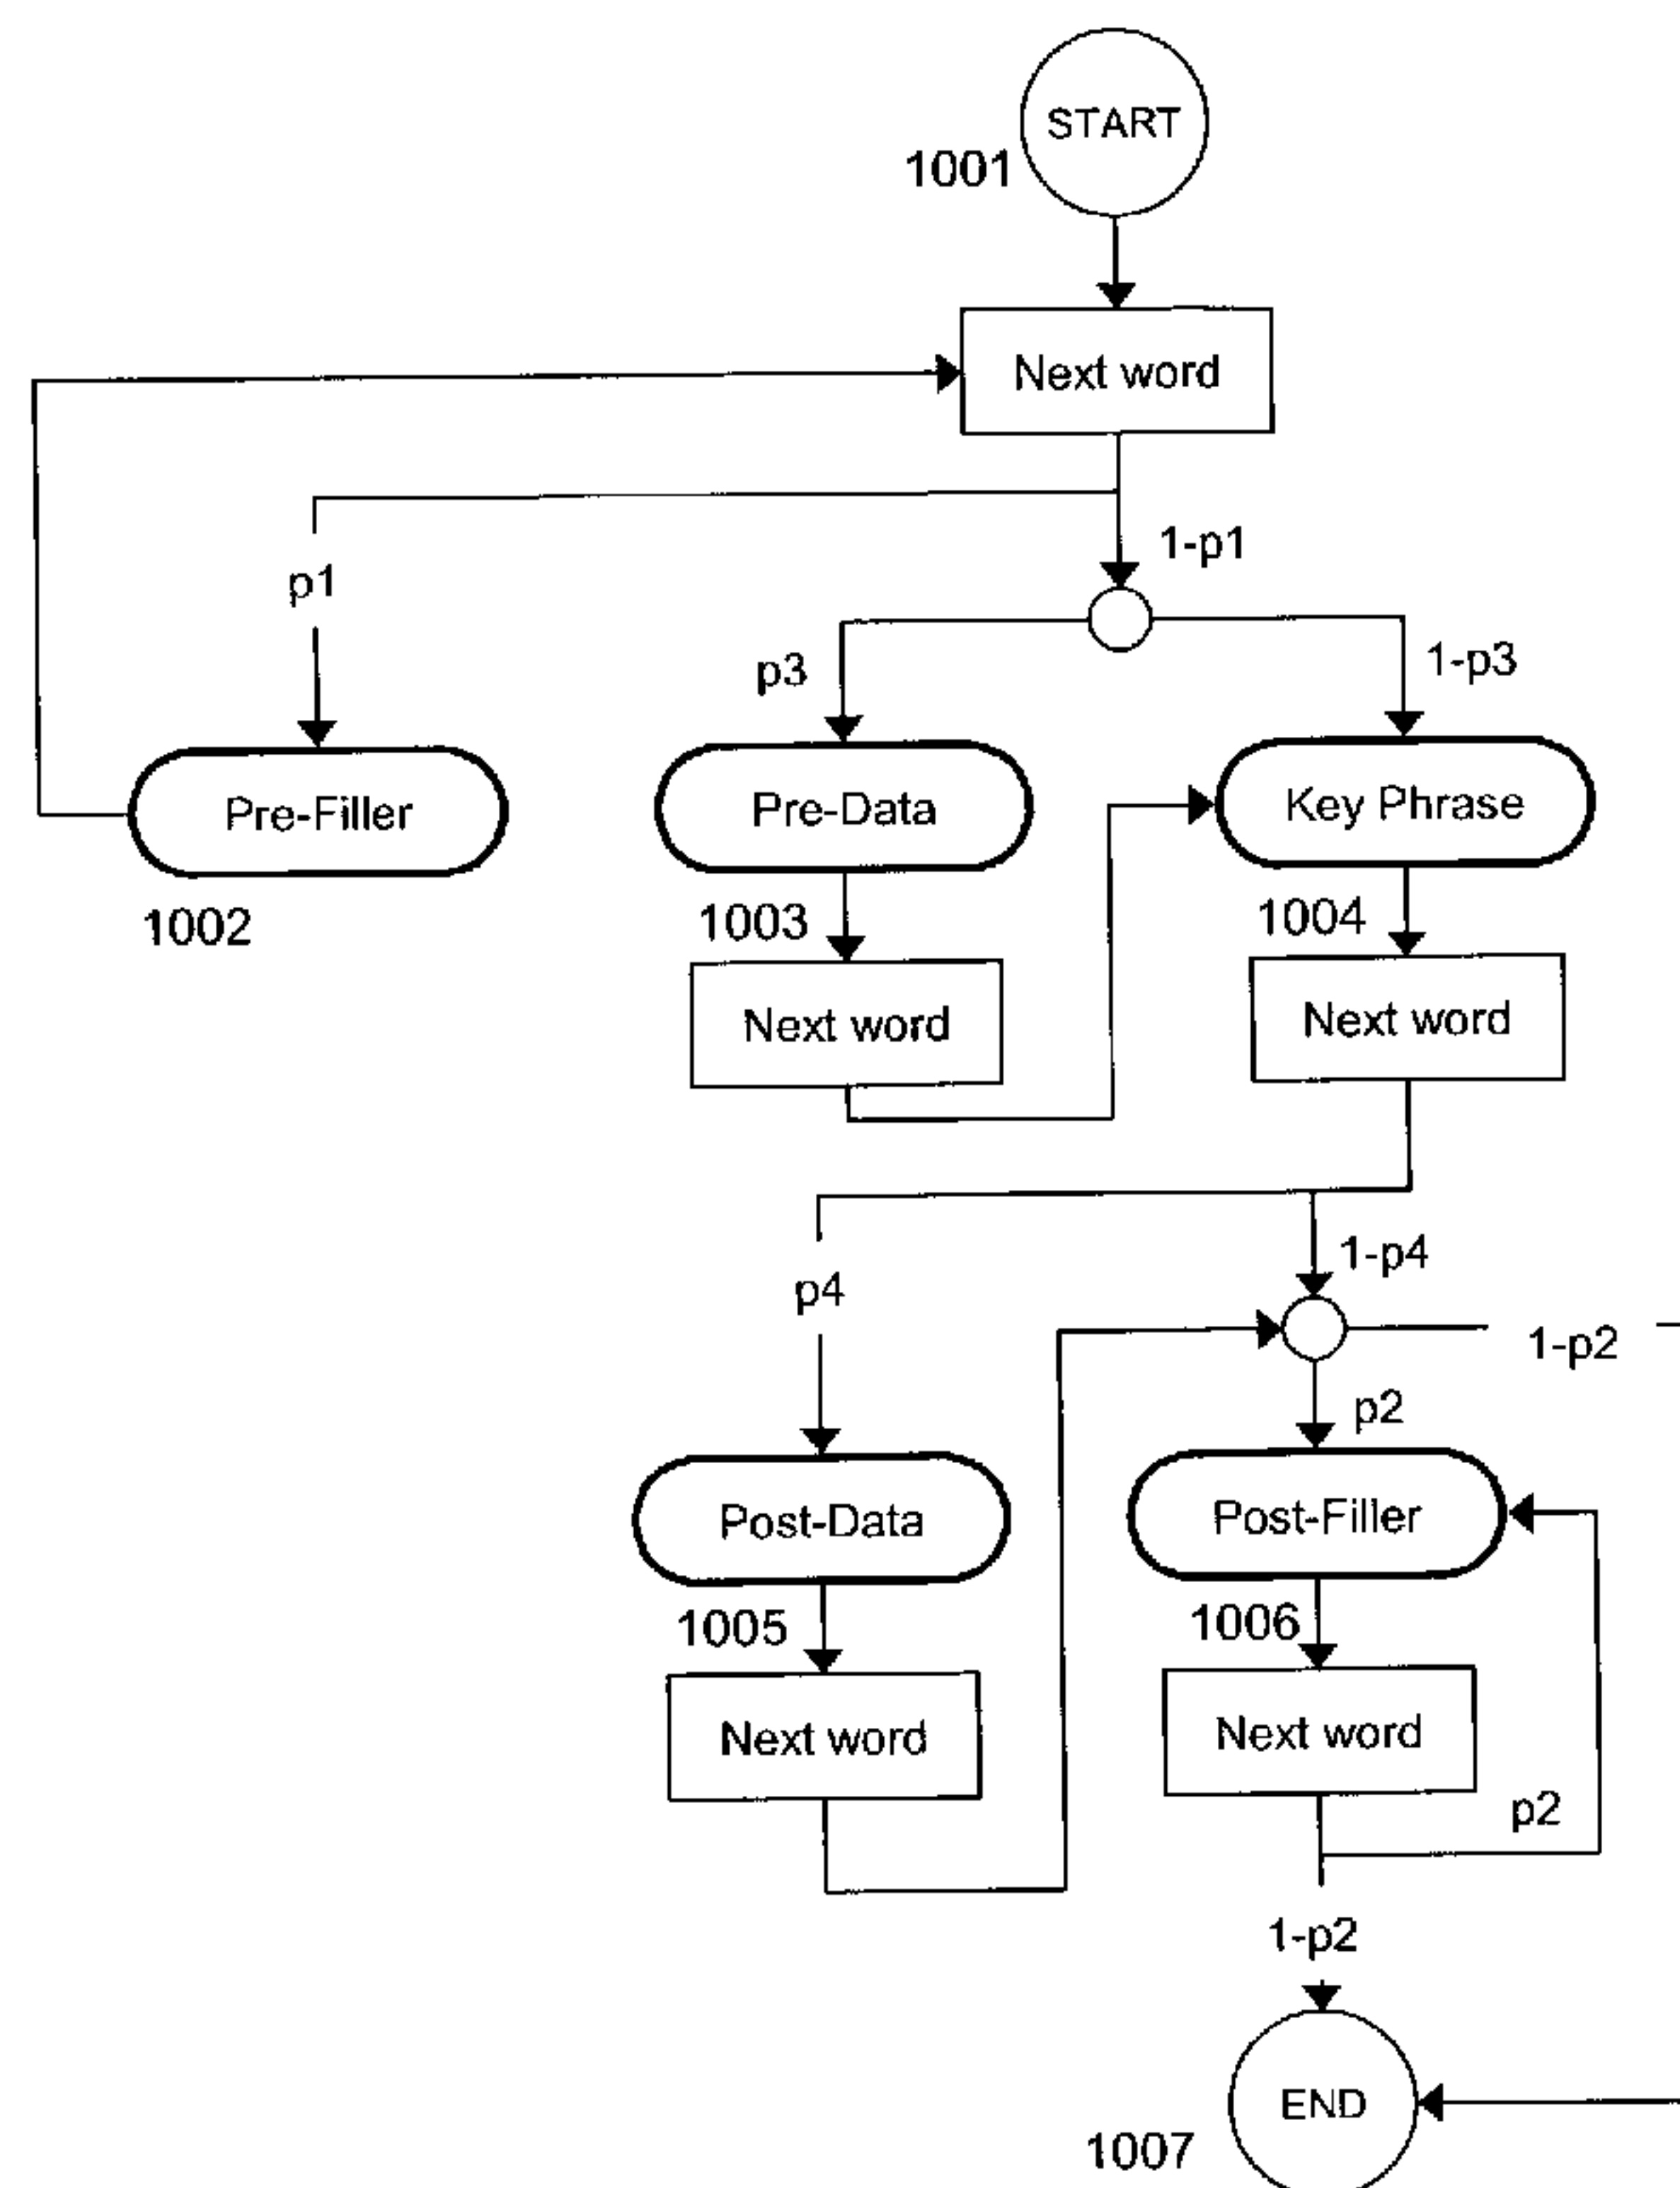 START
1001
Next word
1-p1
p1
p3
1-p3
Pre-Filler
Pre-Data
Key Phrase
1002
1003
1004
Next word
Next word
1-p4
p4
1-p2
p2
Post-Data
Post-Filler
1005
1006
Next word
Next word
p2
1-p2
END
1007